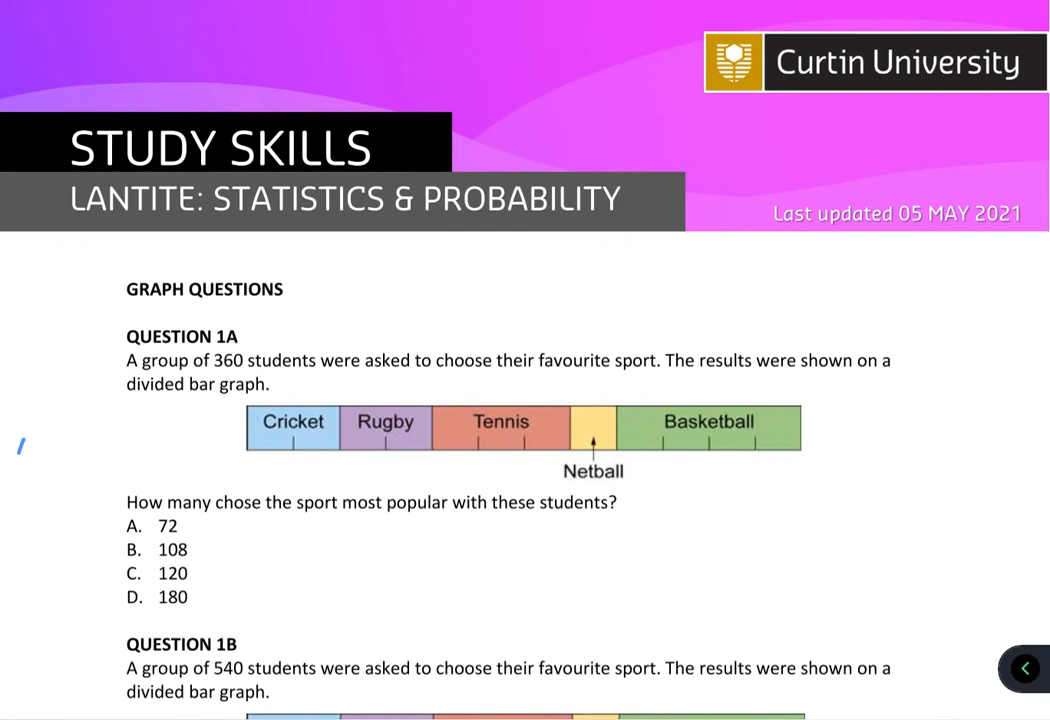 Curtin University
STUDY SKILLS
LANTITE: STATISTICS & PROBABILITY
Last updated 05 MAY 2021
GRAPH QUESTIONS
QUESTION 1A
A group of 360 students were asked to choose their favourite sport. The results were shown on a
divided bar graph.
Cricket Rugby Tennis Basketball
Netball
How many chose the sport most popular with these students?
A. 72
B. 108
C. 120
D. 180
QUESTION 1B
A group of 540 students were asked to choose their favourite sport. The results were shown on a
divided bar graph.